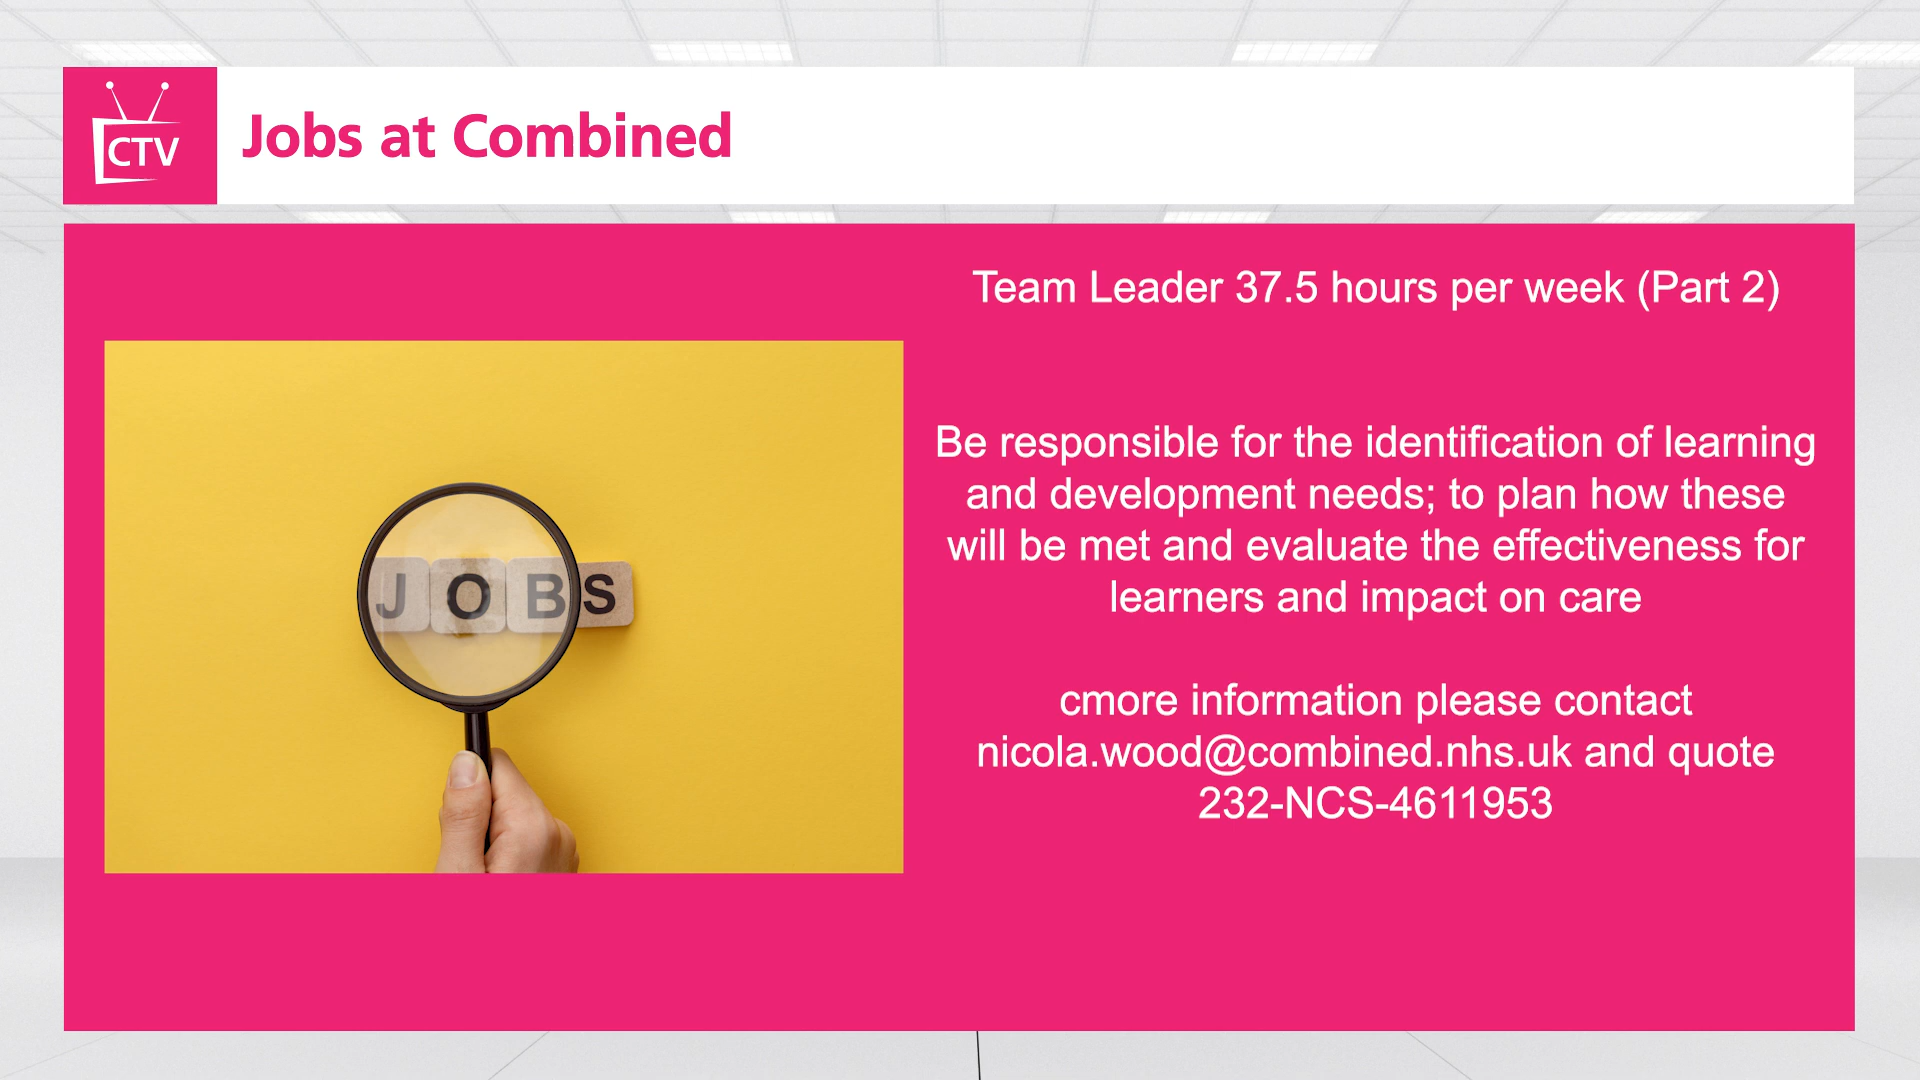 CTV
Jobs at Combined
Team Leader 37.5 hours per week (Part 2)
Be responsible for the identification of learning
and development needs; to plan how these
will be met and evaluate the effectiveness for
learners and impact on care
cmore information please contact
nicola.wood@combined.nhs.uk and quote
232-NCS-4611953
JOBS